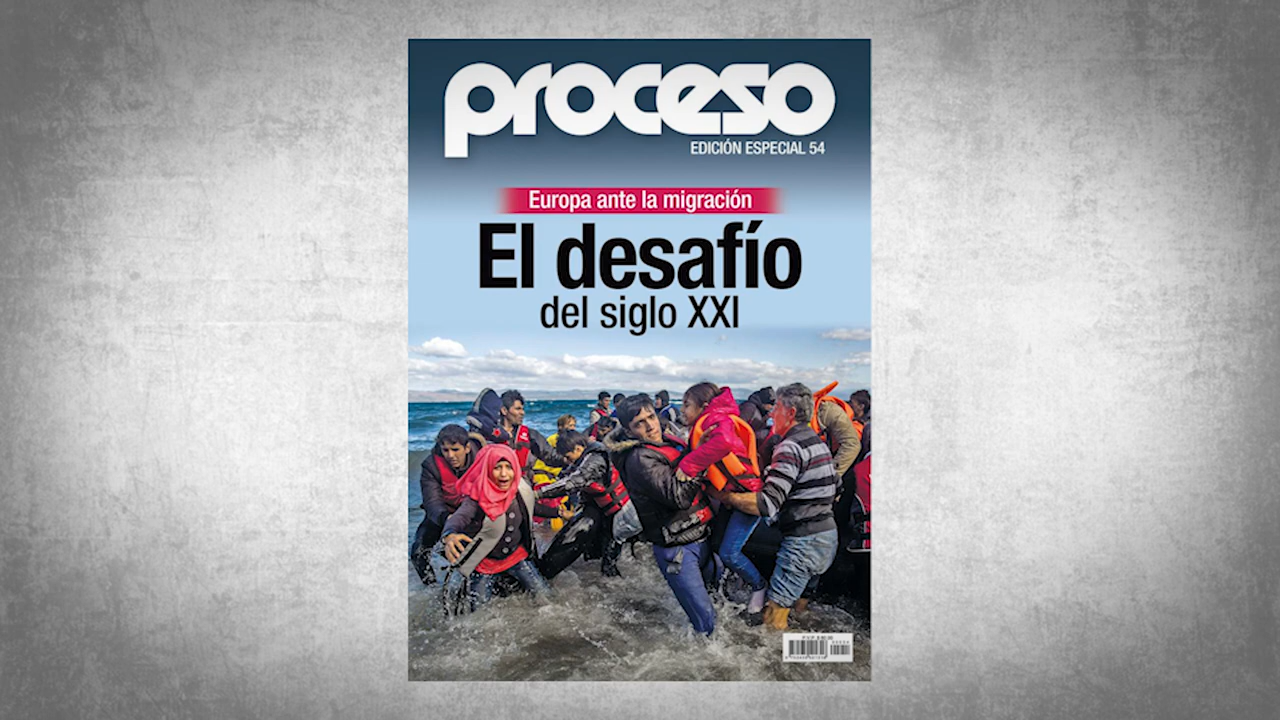 proceso
EDICIÓN ESPECIAL 54
Europa ante la migración
El desafío
del siglo XXI